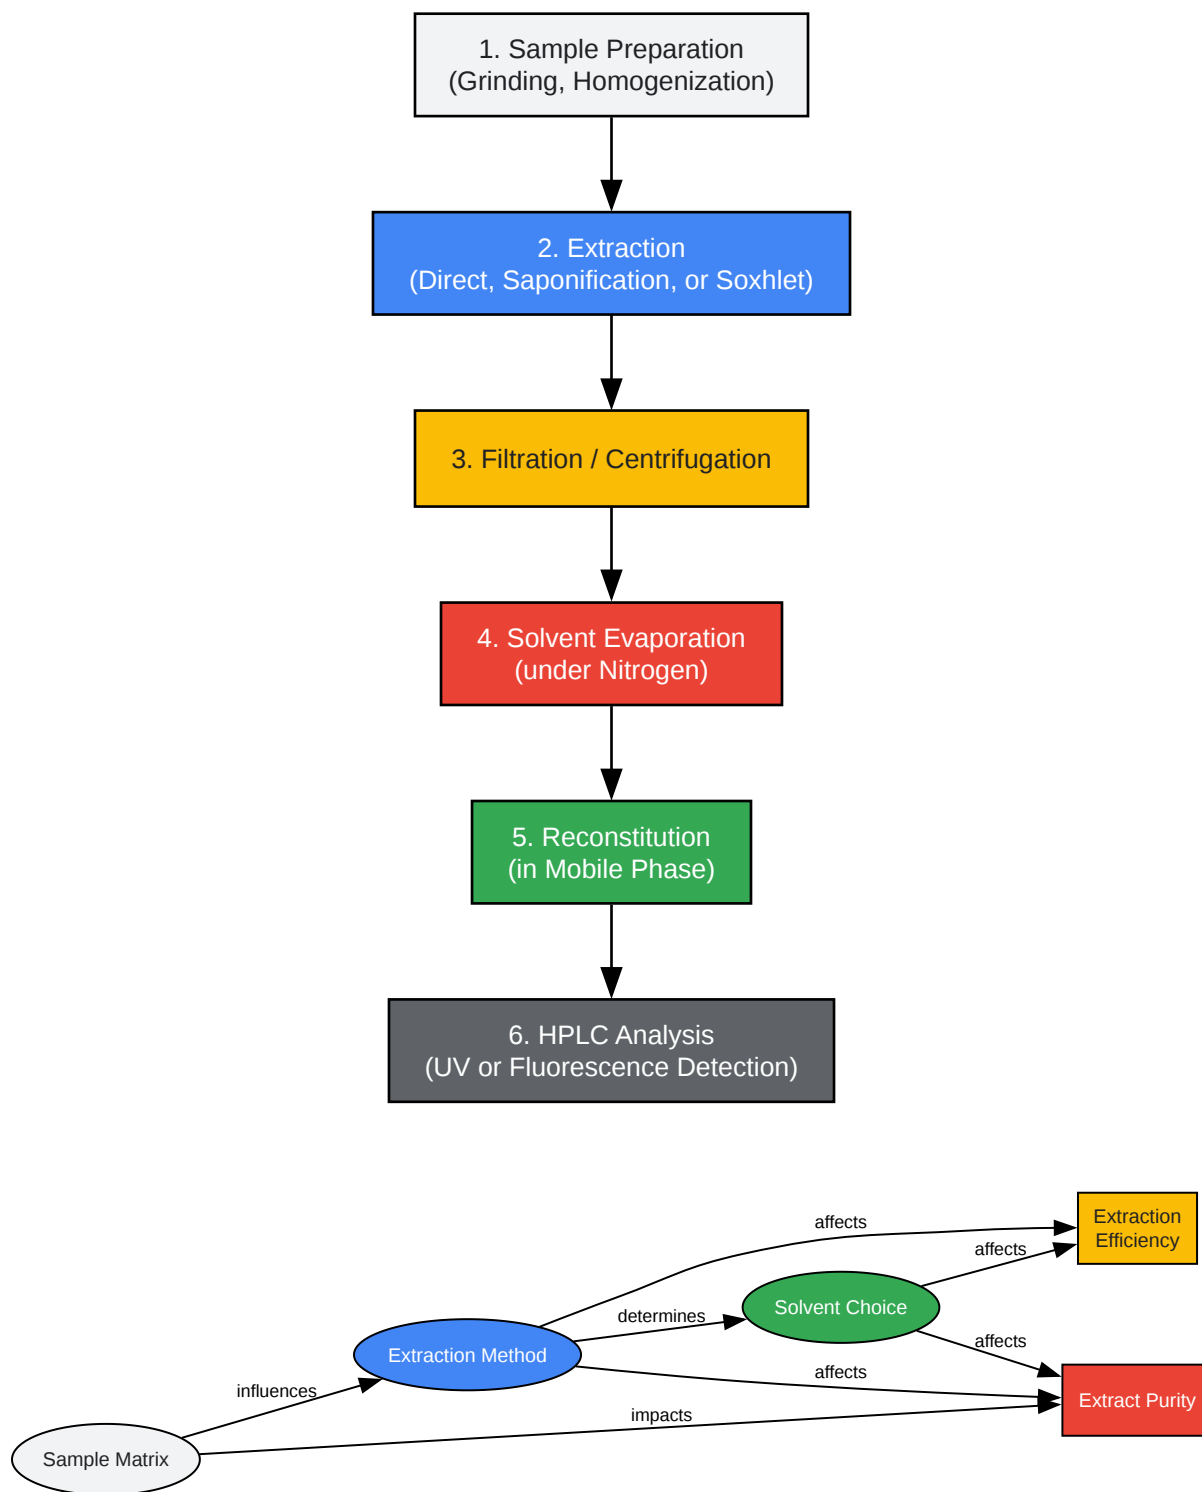 1. Sample Preparation
(Grinding, Homogenization)
2. Extraction
(Direct, Saponification, or Soxhlet)
3. Filtration / Centrifugation
4. Solvent Evaporation
(under Nitrogen)
5. Reconstitution
(in Mobile Phase)
6. HPLC Analysis
(UV or Fluorescence Detection)
affects
Extraction
Efficiency
affects
Solvent Choice
determines
affects
Extraction Method
affects
influences
Extract Purity
impacts
Sample Matrix